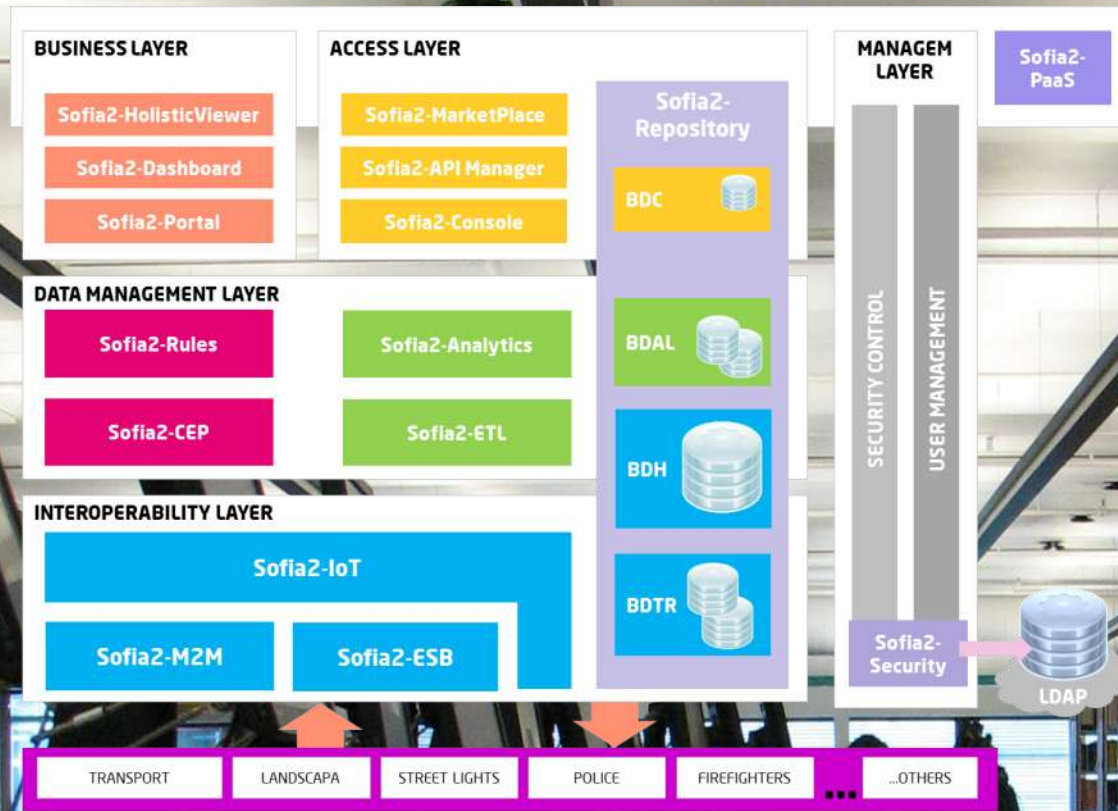 BUSINESS LAYER
Sofia2-HolisticViewer
Sofia2-Dashboard
Sofia2-Portal
ACCESS LAYER
Sofia2-MarketPlace
Sofia2-API Manager
Sofia2-Console
Sofia2-
Repository
BDC
BDAL
BDH
BDTR
MANAGEM
LAYER
SECURITY CONTROL
USER MANAGEMENT
Sofia2-
Security
Sofia2-
PaaS
LDAP
DATA MANAGEMENT LAYER
Sofia2-Rules
Sofia2-Analytics
Sofia2-CEP
Sofia2-ETL
INTEROPERABILITY LAYER
Sofia2-IoT
Sofia2-M2M
Sofia2-ESB
TRANSPORT
LANDSCAPA
STREET LIGHTS
POLICE
FIREFIGHTERS
...
...OTHERS